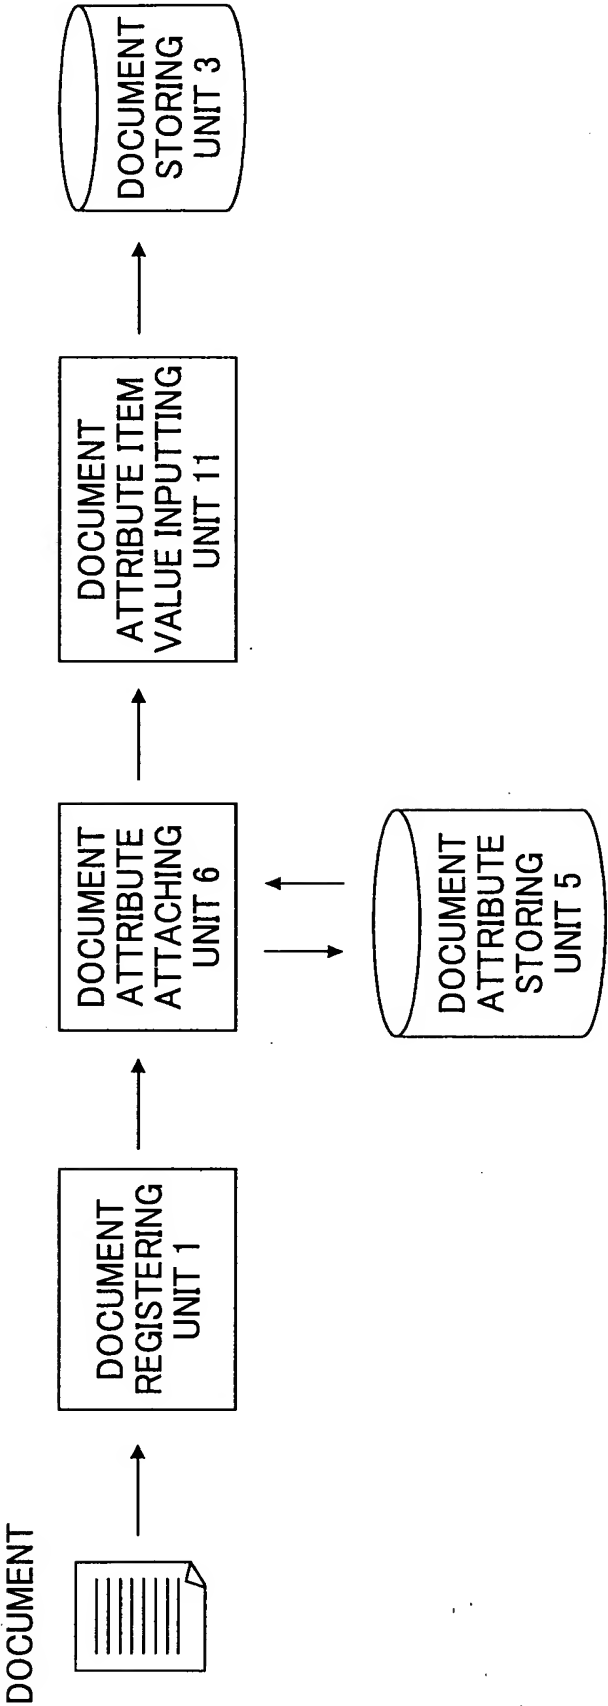 DOCUMENT
DOCUMENT
REGISTERING
UNIT 1
DOCUMENT
ATTRIBUTE
ATTACHING
UNIT 6
DOCUMENT
ATTRIBUTE ITEM
VALUE INPUTTING
UNIT 11
DOCUMENT
STORING
UNIT 3
DOCUMENT
ATTRIBUTE
STORING
UNIT 5